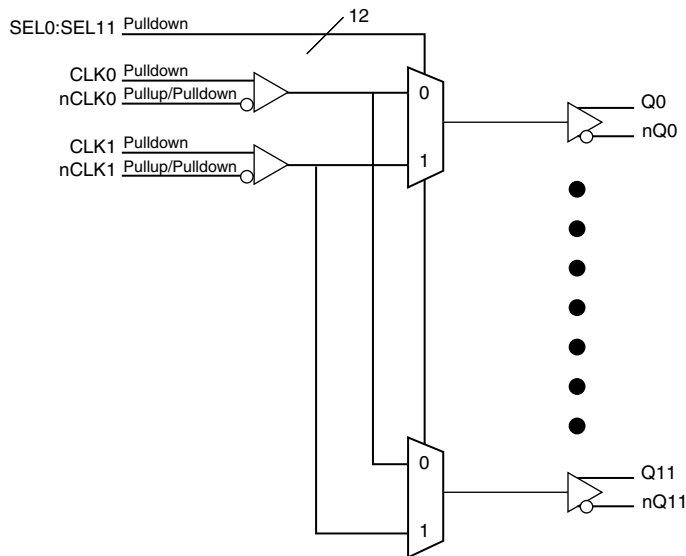 12
SEL0:SEL11 Pulldown
CLK0 Pulldown
nCLK0 Pullup/Pulldown
CLK1 Pulldown
nCLK1 Pullup/Pulldown
0
1
Q0
nQ0
0
1
Q11
nQ11